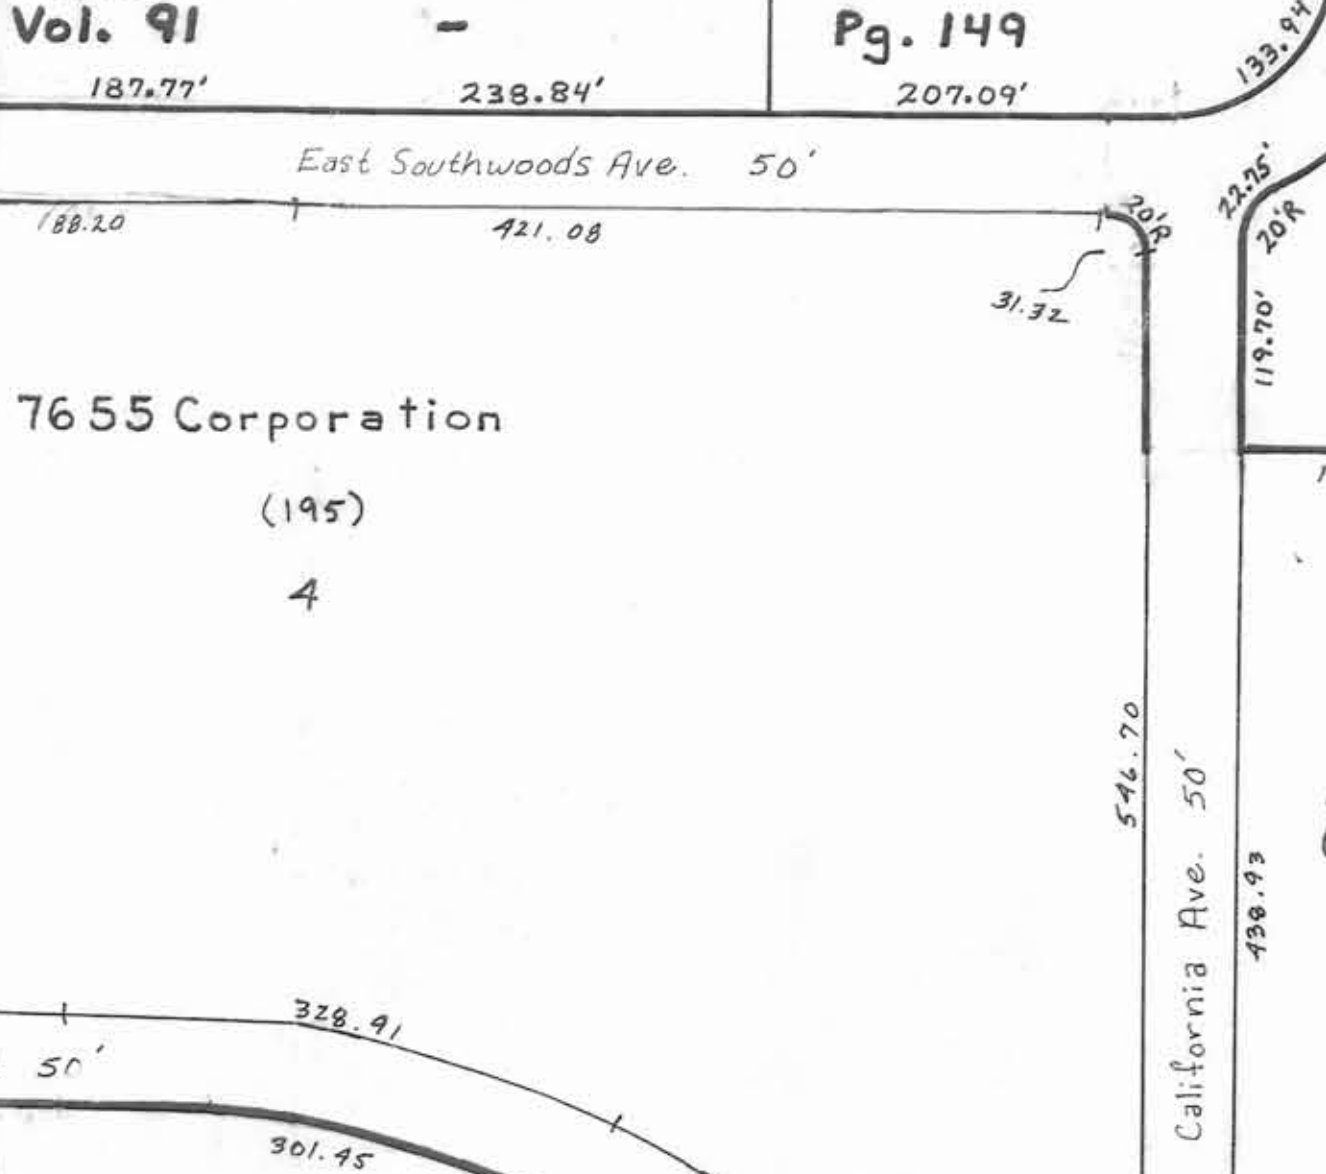 Vol. 91 - Pg. 149
187.77' 238.84' 207.09' 133.94
East Southwoods Ave. 50'
188.20 421.08 20'R 22.75' 20'R
31.32 119.70'
7655 Corporation
(195)
4
546.70
California Ave. 50'
438.93
328.91
50'
301.45